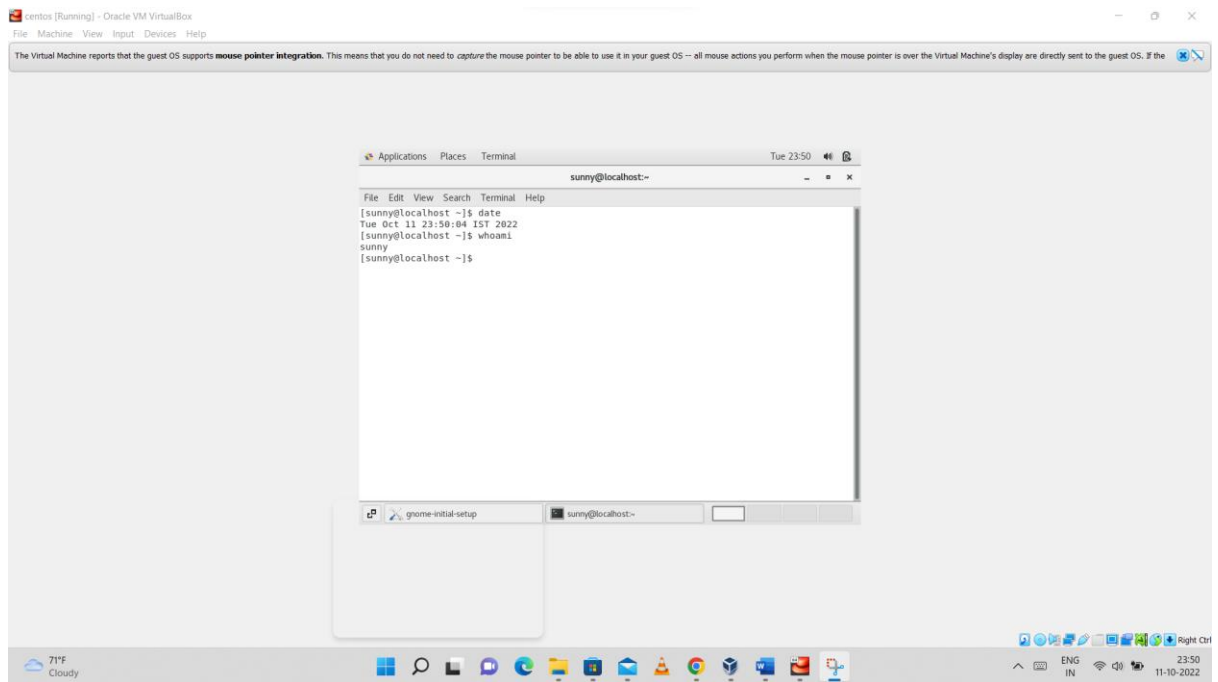 centos [Running] - Oracle VM VirtualBox
File Machine View Input Devices Help
The Virtual Machine reports that the guest OS supports mouse pointer integration. This means that you do not need to capture the mouse pointer to be able to use it in your guest OS -- all mouse actions you perform when the mouse pointer is over the Virtual Machine's display are directly sent to the guest OS. If the
Applications Places Terminal Tue 23:50
sunny@localhost:~
File Edit View Search Terminal Help
[sunny@localhost ~]$ date
Tue Oct 11 23:50:04 IST 2022
[sunny@localhost ~]$ whoami
sunny
[sunny@localhost ~]$
gnome-initial-setup sunny@localhost:~
Right Ctrl
71°F
Cloudy
ENG
IN
23:50
11-10-2022